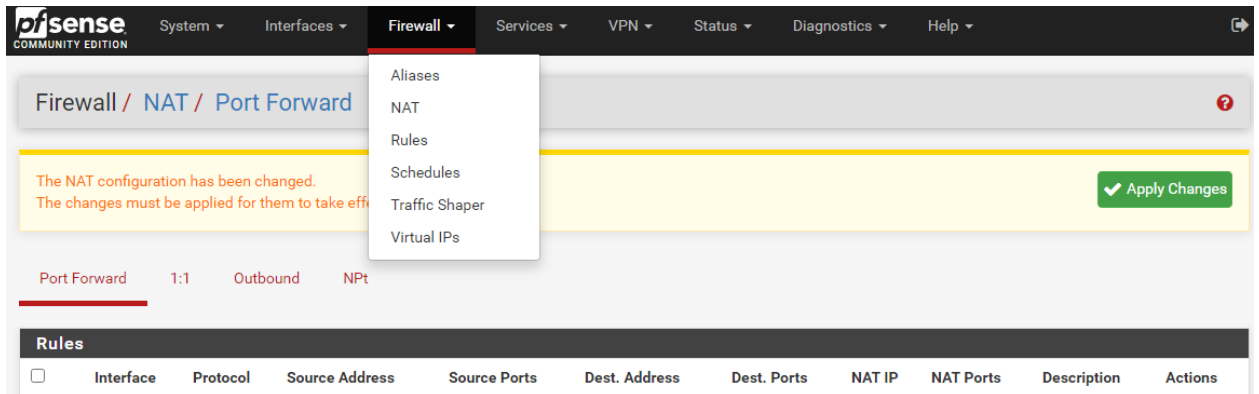 pfsense
COMMUNITY EDITION
System Interfaces Firewall Services VPN Status Diagnostics Help
Aliases
NAT
Rules
Schedules
Traffic Shaper
Virtual IPs
Firewall / NAT / Port Forward
The NAT configuration has been changed.
The changes must be applied for them to take
Apply Changes
Port Forward 1:1 Outbound NPt
Rules
Interface Protocol Source Address Source Ports Dest. Address Dest. Ports NAT IP NAT Ports Description Actions